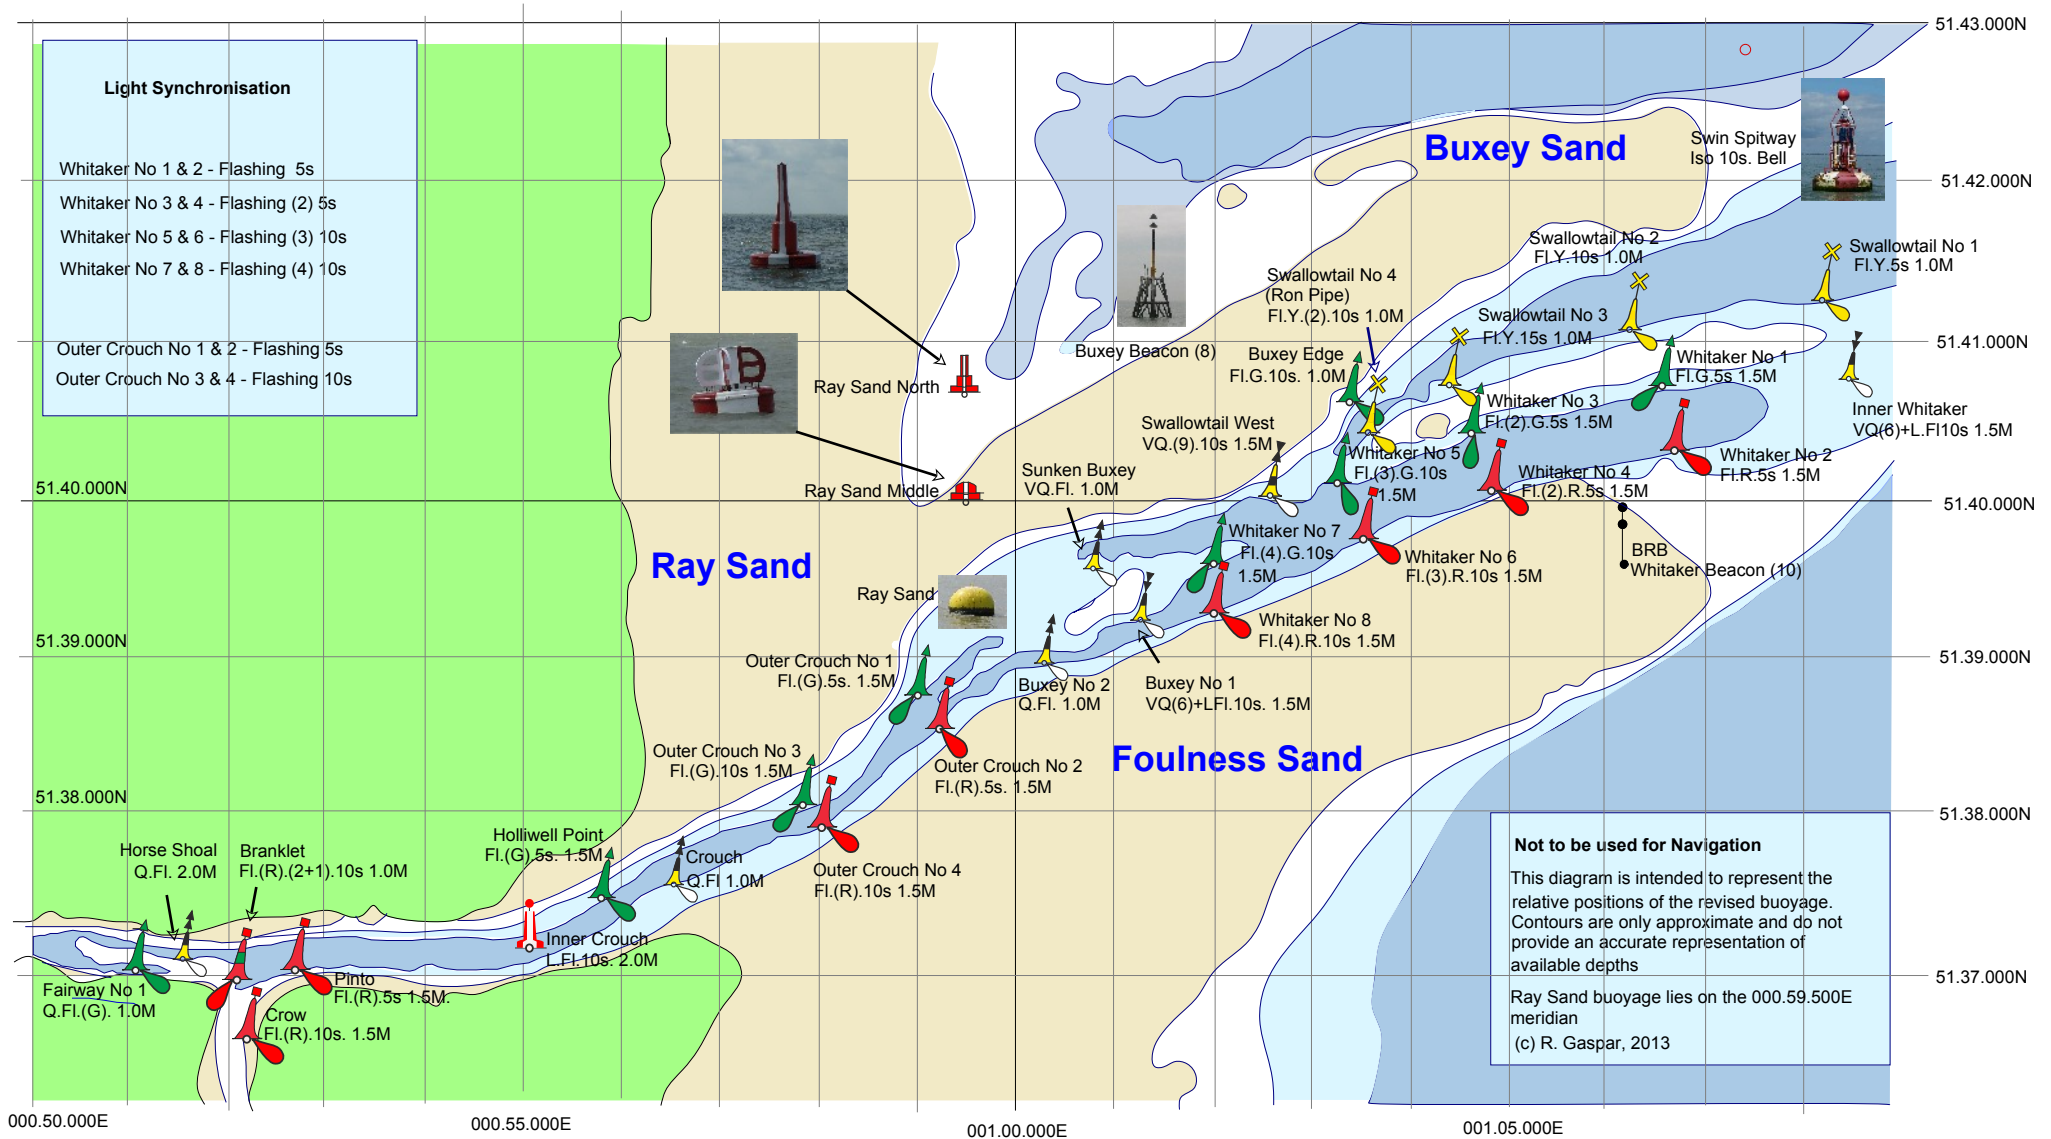 51.43.000N
Light Synchronisation
Whitaker No 1 & 2 - Flashing  5s
Whitaker No 3 & 4 - Flashing (2) 5s
Whitaker No 5 & 6 - Flashing (3) 10s
Whitaker No 7 & 8 - Flashing (4) 10s
Outer Crouch No 1 & 2 - Flashing 5s
Outer Crouch No 3 & 4 - Flashing 10s
Buxey Sand
Swin Spitway
Iso 10s. Bell
51.42.000N
Swallowtail No 2
Fl.Y.10s 1.0M
Swallowtail No 1
Fl.Y.5s 1.0M
Swallowtail No 4
(Ron Pipe)
Fl.Y.(2).10s 1.0M
Swallowtail No 3
Fl.Y.15s 1.0M
51.41.000N
Buxey Beacon (8)
Buxey Edge
Fl.G.10s. 1.0M
Whitaker No 1
Fl.G.5s 1.5M
Ray Sand North
Whitaker No 3
Fl.(2).G.5s 1.5M
Inner Whitaker
VQ(6)+L.Fl10s 1.5M
Swallowtail West
VQ.(9).10s 1.5M
Whitaker No 5
Fl.(3).G.10s
1.5M
Whitaker No 2
Fl.R.5s 1.5M
Whitaker No 4
Fl.(2).R.5s 1.5M
Sunken Buxey
VQ.Fl. 1.0M
Ray Sand Middle
51.40.000N
51.40.000N
Whitaker No 7
Fl.(4).G.10s
1.5M
BRB
Whitaker Beacon (10)
Whitaker No 6
Fl.(3).R.10s 1.5M
Ray Sand
Ray Sand
Whitaker No 8
Fl.(4).R.10s 1.5M
51.39.000N
51.39.000N
Outer Crouch No 1
Fl.(G).5s. 1.5M
Buxey No 2
Q.Fl. 1.0M
Buxey No 1
VQ(6)+LFl.10s. 1.5M
Foulness Sand
Outer Crouch No 3
Fl.(G).10s 1.5M
Outer Crouch No 2
Fl.(R).5s. 1.5M
51.38.000N
51.38.000N
Holliwell Point
Fl.(G).5s. 1.5M
Horse Shoal
Q.Fl. 2.0M
Branklet
Fl.(R).(2+1).10s 1.0M
Crouch
Q.Fl 1.0M
Outer Crouch No 4
Fl.(R).10s 1.5M
Not to be used for Navigation
This diagram is intended to represent the
relative positions of the revised buoyage.
Contours are only approximate and do not
provide an accurate representation of
available depths
Ray Sand buoyage lies on the 000.59.500E
meridian
(c) R. Gaspar, 2013
Inner Crouch
L.Fl.10s. 2.0M
51.37.000N
Pinto
Fl.(R).5s 1.5M.
Fairway No 1
Q.Fl.(G). 1.0M
Crow
Fl.(R).10s. 1.5M
000.50.000E
000.55.000E
001.00.000E
001.05.000E